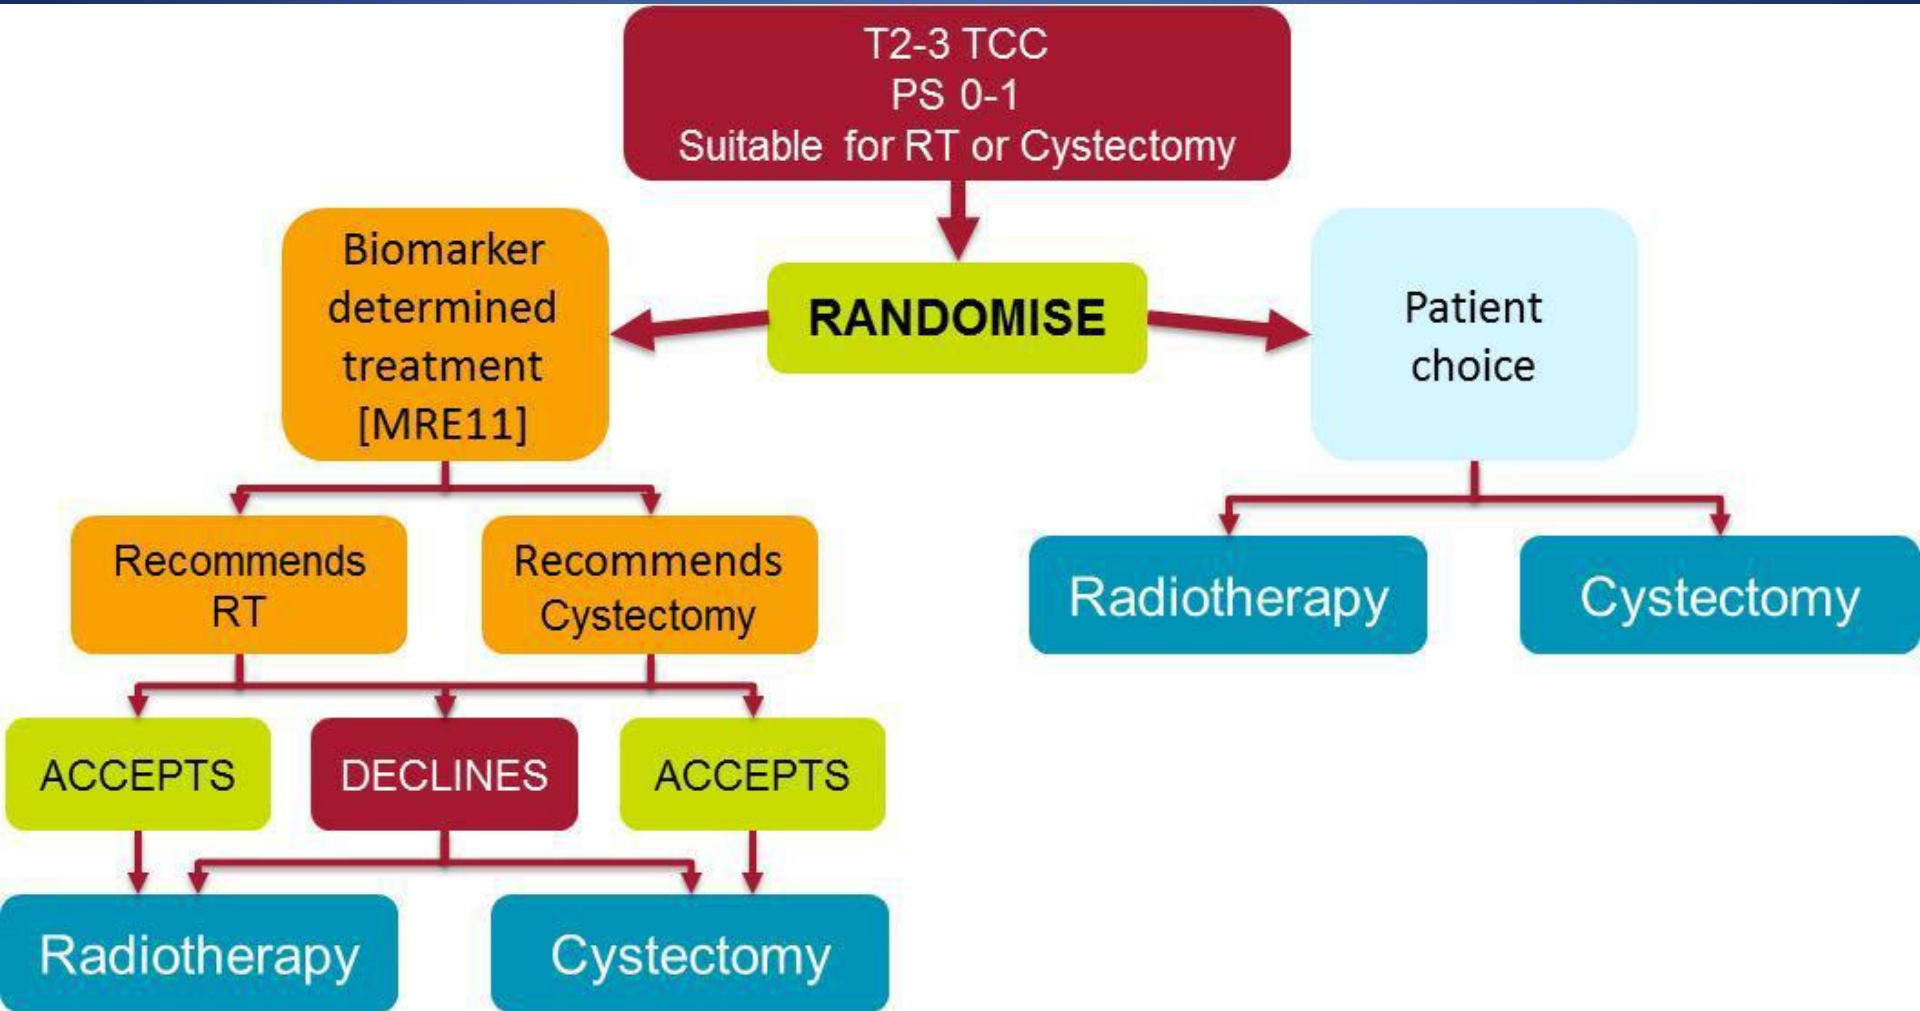 T2-3 TCC
PS 0-1
Suitable for RT or Cystectomy
RANDOMISE
Biomarker
determined
treatment
[MRE11]
Patient
choice
Recommends
RT
Recommends
Cystectomy
Radiotherapy
Cystectomy
ACCEPTS
DECLINES
ACCEPTS
Radiotherapy
Cystectomy